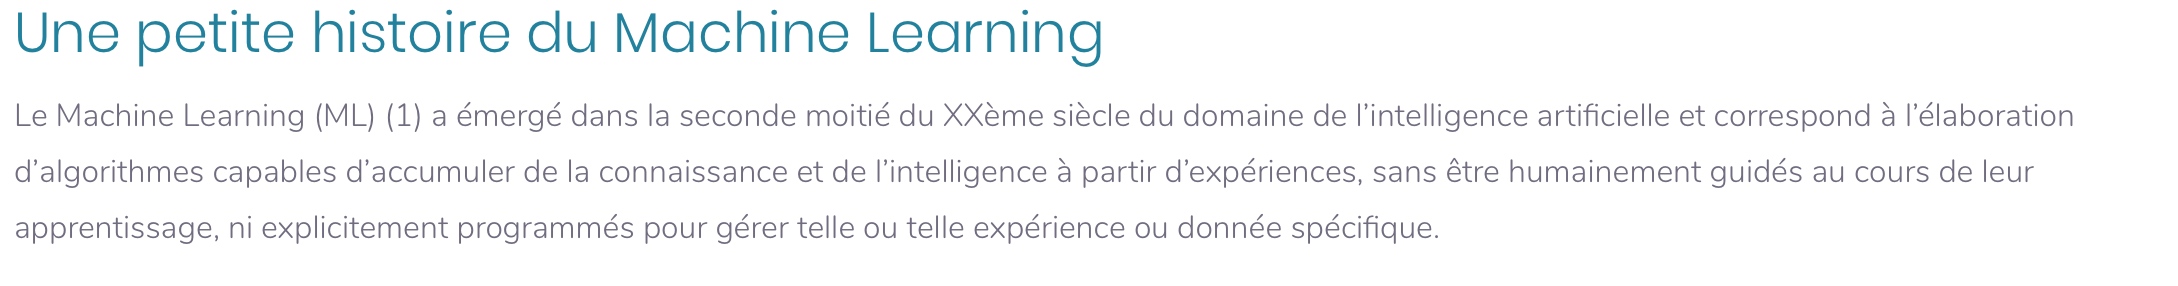 Une petite histoire du Machine Learning
Le Machine Learning (ML) (1) a émergé dans la seconde moitié du XXème siècle du domaine de l’intelligence artificielle et correspond à l’élaboration
d’algorithmes capables d’accumuler de la connaissance et de l’intelligence à partir d’expériences, sans être humainement guidés au cours de leur
apprentissage, ni explicitement programmés pour gérer telle ou telle expérience ou donnée spécifique.